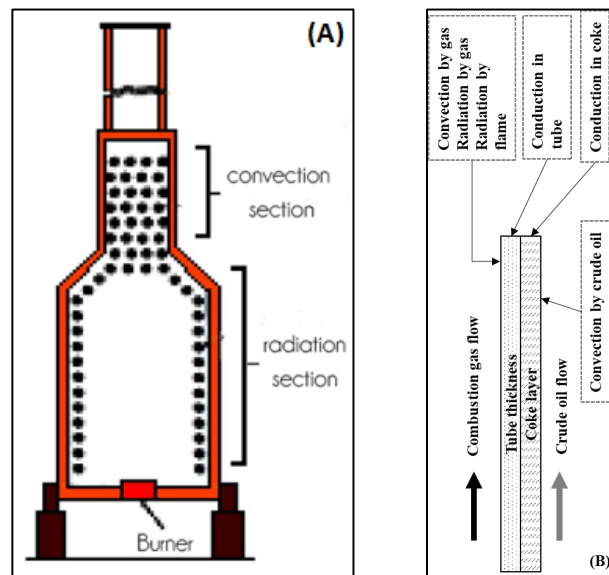 (A)
convection
section
radiation
section
Burner
Convection by gas
Radiation by gas
Radiation by
flame
Conduction in
tube
Conduction in coke
Convection by crude oil
Combustion gas flow
Tube thickness
Coke layer
Crude oil flow
(B)